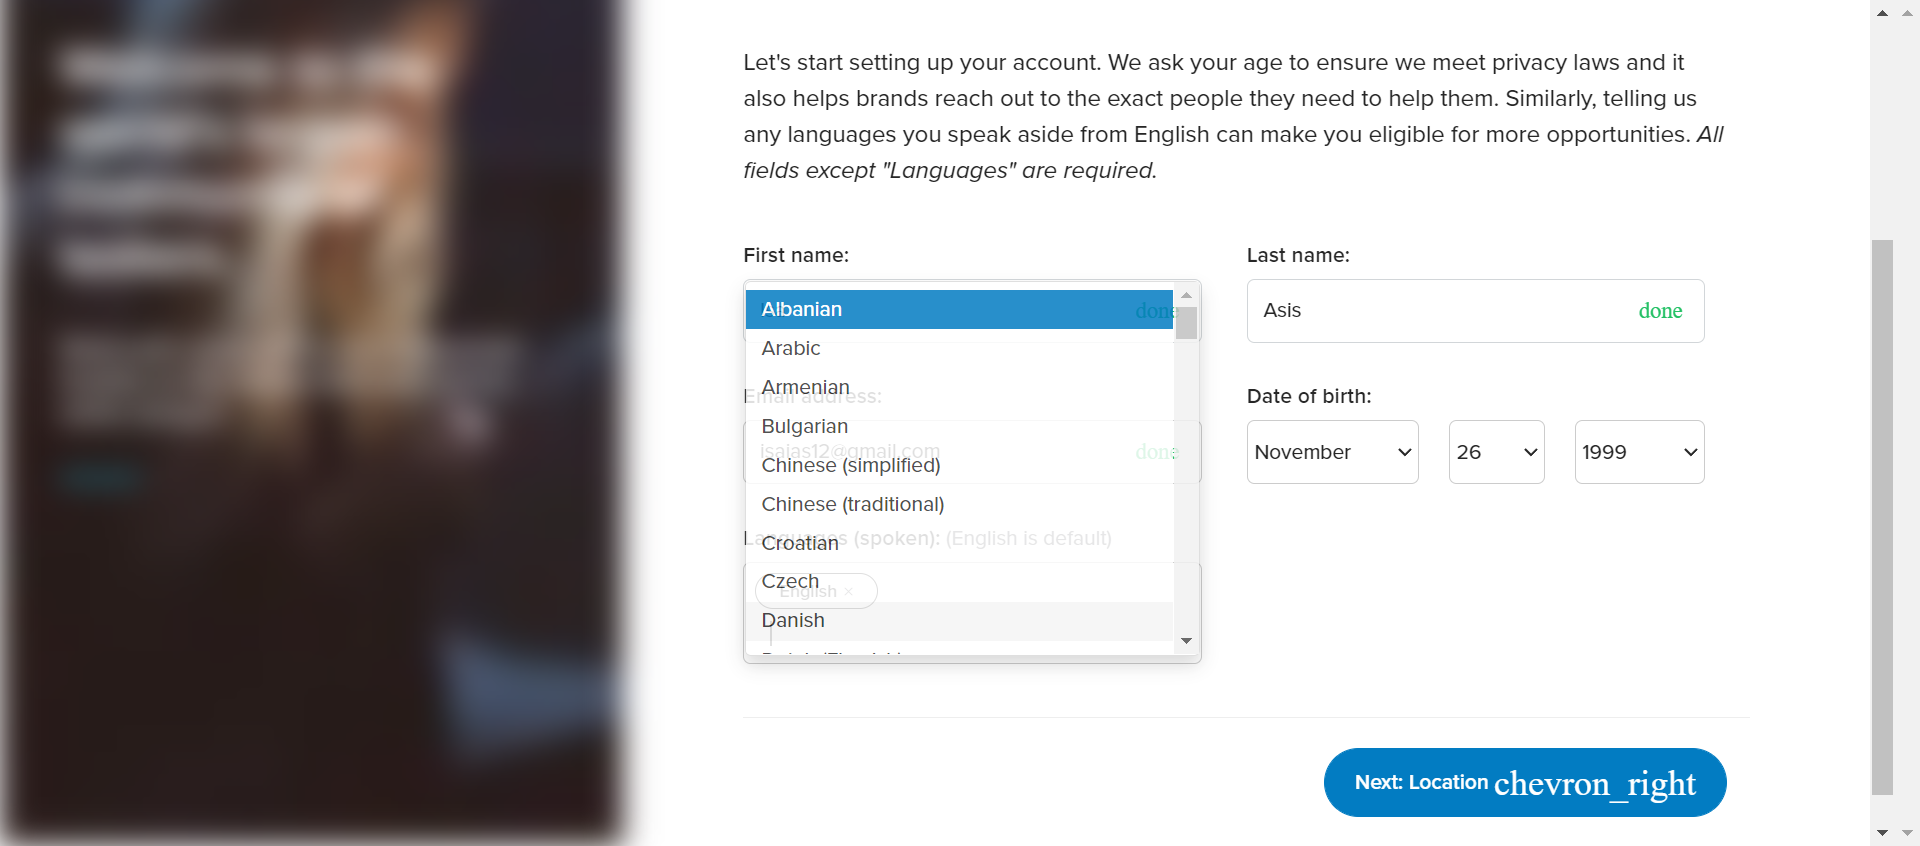 Let's start setting up your account. We ask your age to ensure we meet privacy laws and it
also helps brands reach out to the exact people they need to help them. Similarly, telling us
any languages you speak aside from English can make you eligible for more opportunities. All
fields except "Languages" are required.
First name:
Last name:
Albanian
done
Asis
done
Arabic
Armenian
Email address:
Date of birth:
Bulgarian
isaias12@gmail.com
done
November
26
1999
Chinese (simplified)
Chinese (traditional)
Languages (spoken): (English is default)
Croatian
Czech
English ×
Danish
Next: Location chevron_right